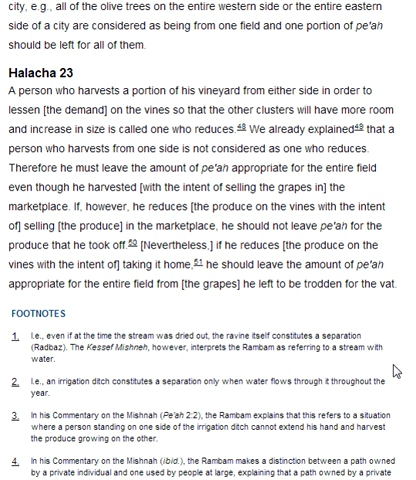 city, e.g., all of the olive trees on the entire western side or the entire eastern
side of a city are considered as being from one field and one portion of pe'ah
should be left for all of them.
Halacha 23
A person who harvests a portion of his vineyard from either side in order to
lessen [the demand] on the vines so that the other clusters will have more room
and increase in size is called one who reduces.48 We already explained49 that a
person who harvests from one side is not considered as one who reduces.
Therefore he must leave the amount of pe'ah appropriate for the entire field
even though he harvested [with the intent of selling the grapes in] the
marketplace. If, however, he reduces [the produce on the vines with the intent
of] selling [the produce] in the marketplace, he should not leave pe'ah for the
produce that he took off.50 [Nevertheless,] if he reduces [the produce on the
vines with the intent of] taking it home,51 he should leave the amount of pe'ah
appropriate for the entire field from [the grapes] he left to be trodden for the vat.
FOOTNOTES
1. I.e., even if at the time the stream was dried out, the ravine itself constitutes a separation
(Radbaz). The Kessef Mishneh, however, interprets the Rambam as referring to a stream with
water.
2. I.e., an irrigation ditch constitutes a separation only when water flows through it throughout the
year.
3. In his Commentary on the Mishnah (Pe'ah 2:2), the Rambam explains that this refers to a situation
where a person standing on one side of the irrigation ditch cannot extend his hand and harvest
the produce growing on the other.
4. In his Commentary on the Mishnah (ibid.), the Rambam makes a distinction between a path owned
by a private individual and one used by people at large, explaining that a path owned by a private